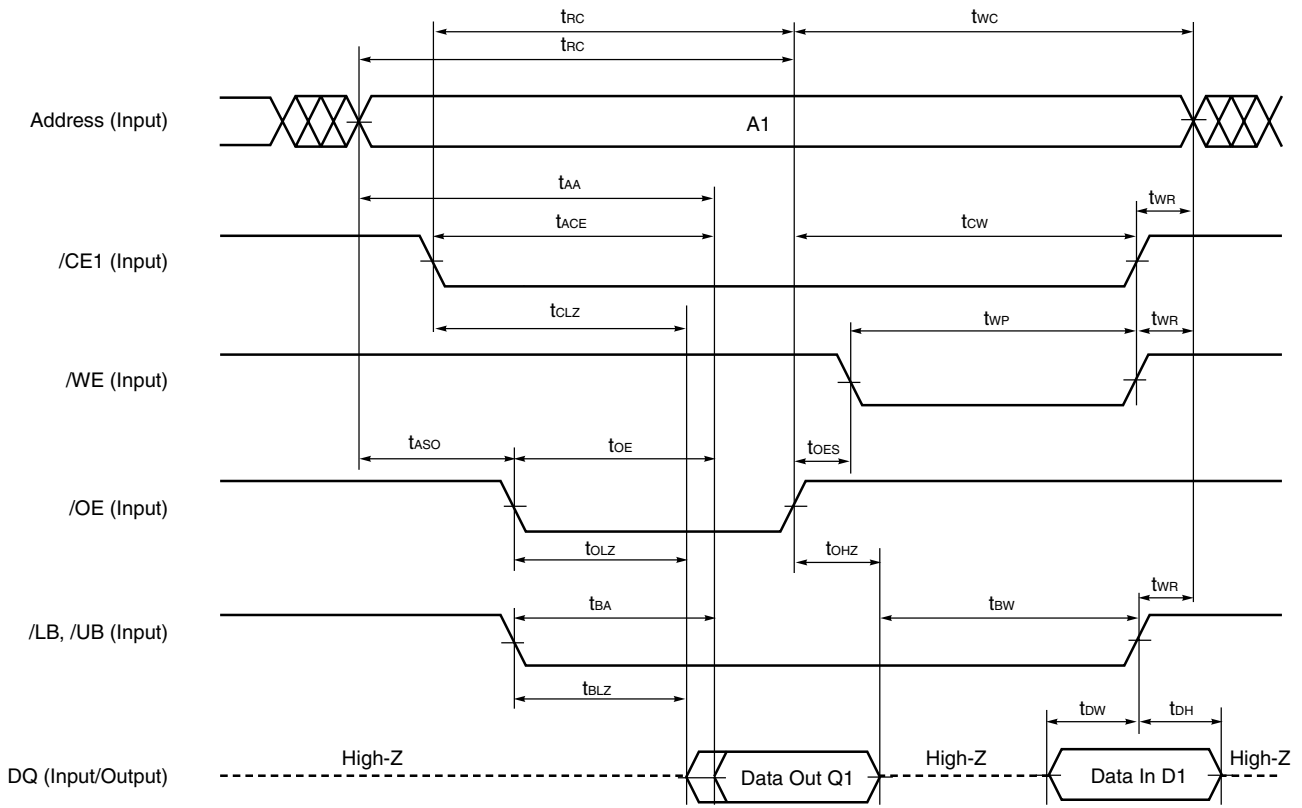 tRC tWC
tRC
Address (Input) A1
tAA
tWR
tACE tCW
/CE1 (Input)
tCLZ tWP tWR
/WE (Input)
tASO tOE tOES
/OE (Input)
tOLZ tOHZ
tWR
tBA tBW
/LB, /UB (Input)
tBLZ
tDW tDH
High-Z High-Z High-Z
DQ (Input/Output) Data Out Q1 Data In D1